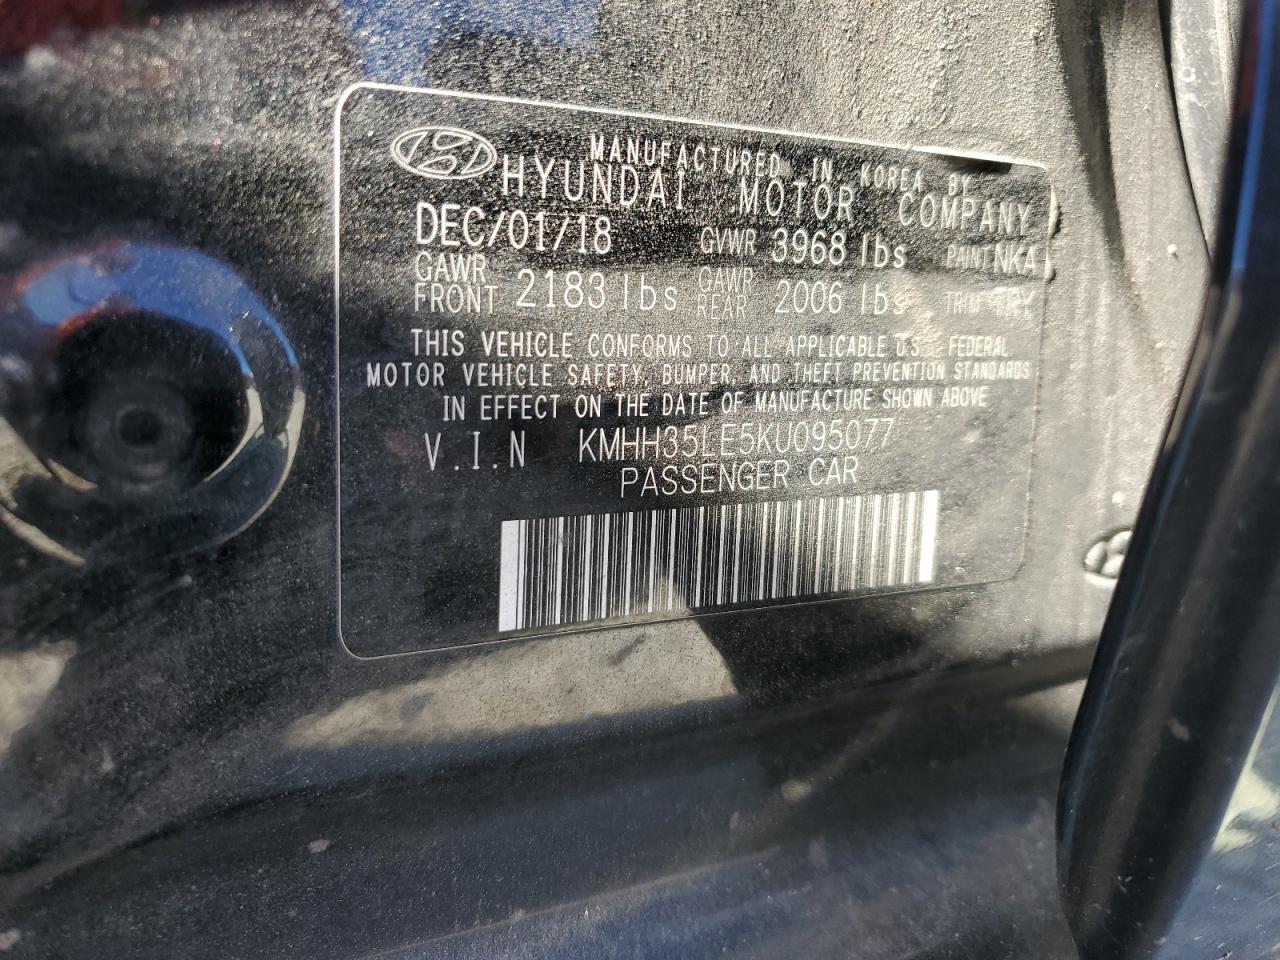 MANUFACTURED IN KOREA BY
HYUNDAI MOTOR COMPANY
DEC/01/18 GVWR 3968 lbs PAINT NKA
GAWR FRONT 2183 lbs GAWR REAR 2006 lbs TRIM
THIS VEHICLE CONFORMS TO ALL APPLICABLE U.S. FEDERAL
MOTOR VEHICLE SAFETY, BUMPER, AND THEFT PREVENTION STANDARDS
IN EFFECT ON THE DATE OF MANUFACTURE SHOWN ABOVE
V.I.N KMHH35LE5KU095077
PASSENGER CAR